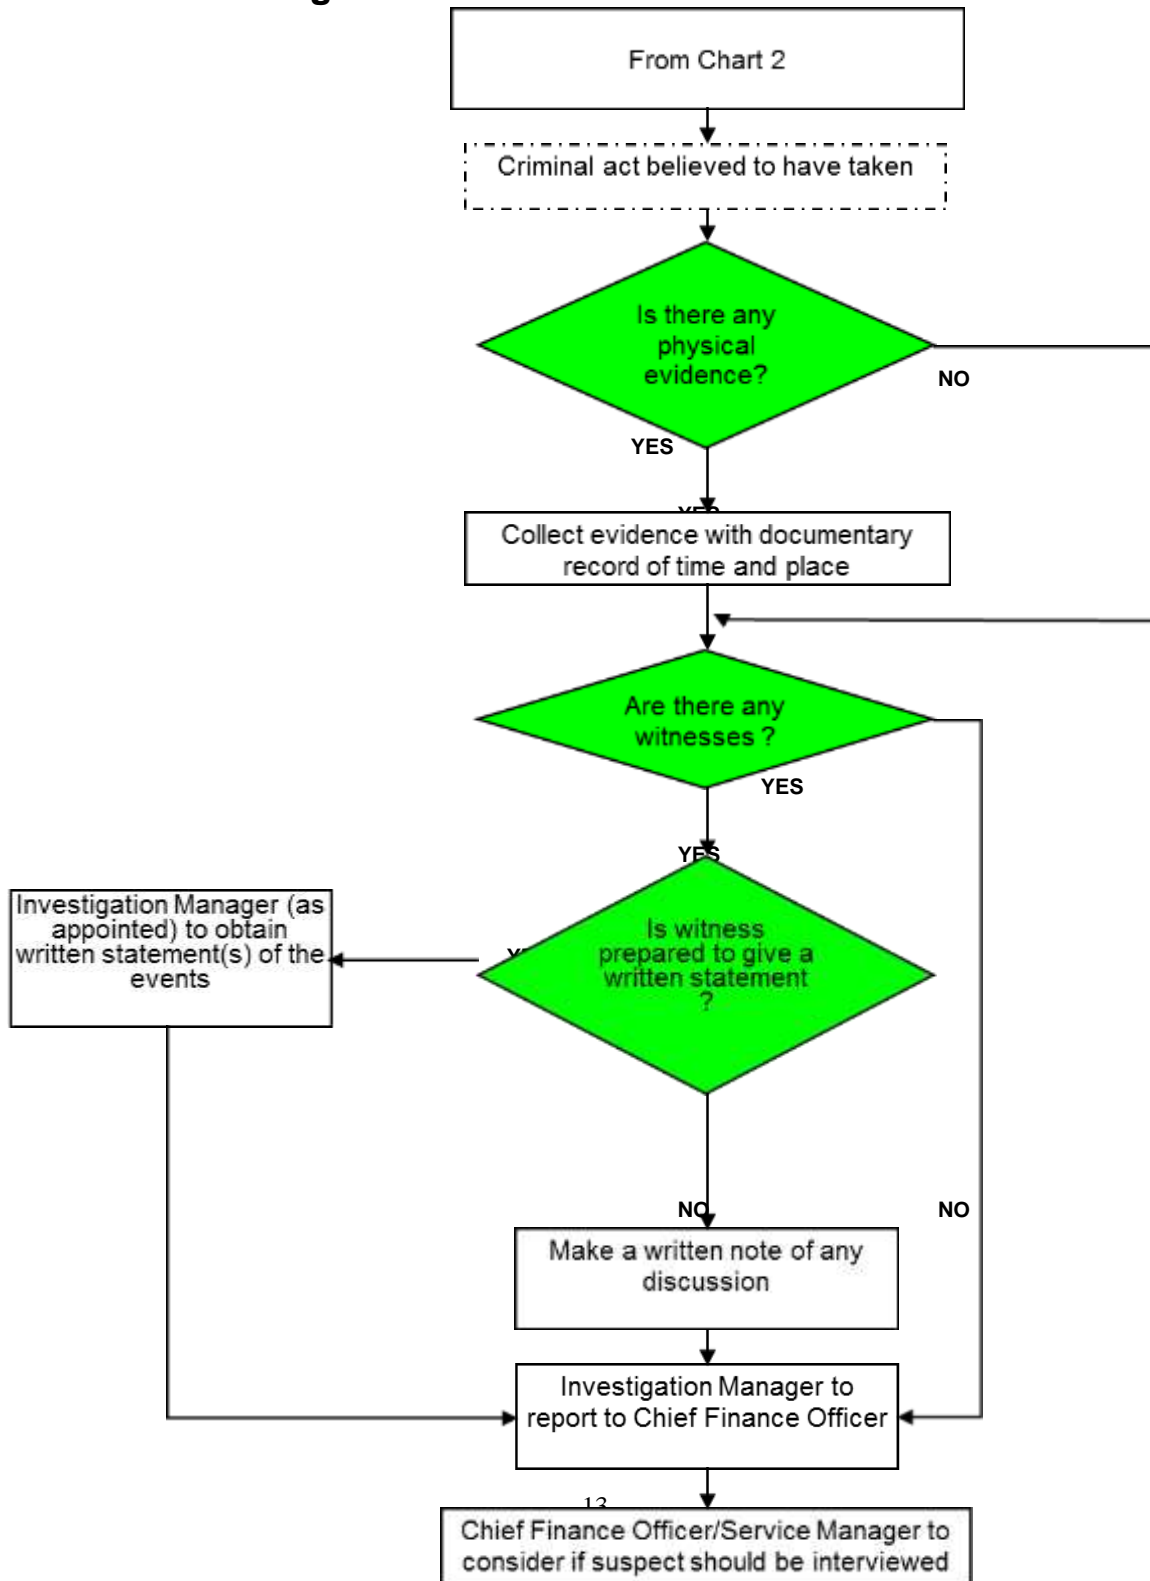 From Chart 2
Criminal act believed to have taken
Is there any
physical
evidence?
NO
YES
YES
Collect evidence with documentary
record of time and place
Are there any
witnesses ?
YES
YES
Investigation Manager (as
appointed) to obtain
written statement(s) of the
events
Is witness
prepared to give a
written statement
?
NO
NO
Make a written note of any
discussion
Investigation Manager to
report to Chief Finance Officer
13
Chief Finance Officer/Service Manager to
consider if suspect should be interviewed